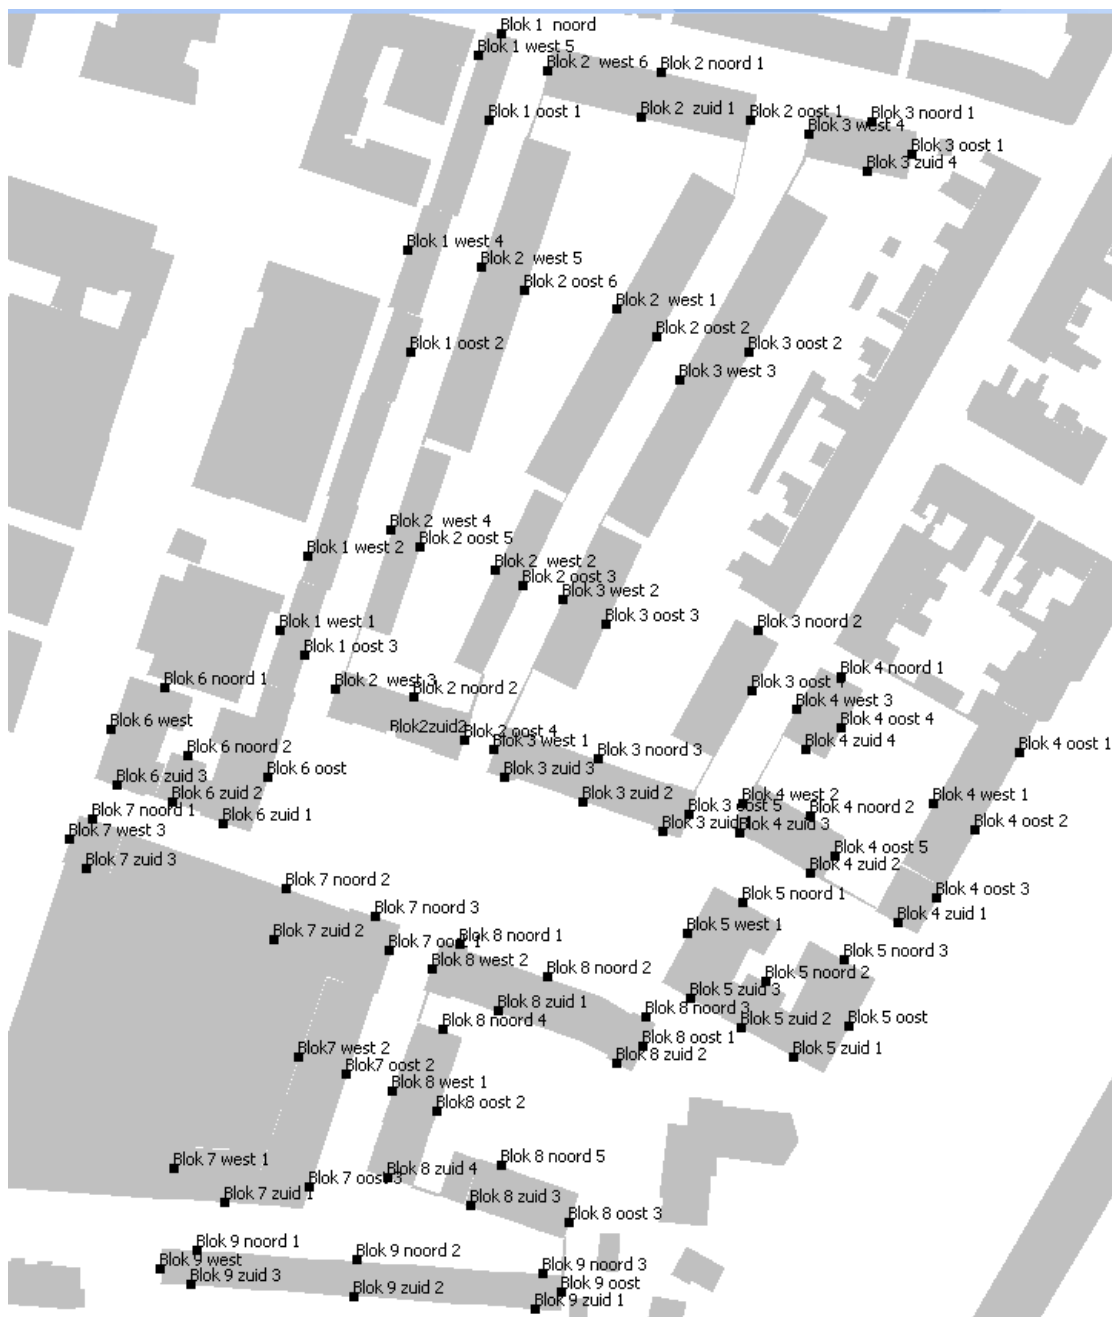 Blok 1 noord
Blok 1 west 5
Blok 2 west 6
Blok 2 noord 1
Blok 1 oost 1
Blok 2 zuid 1
Blok 2 oost 1
Blok 3 noord 1
Blok 3 west 4
Blok 3 oost 1
Blok 3 zuid 4
Blok 1 west 4
Blok 2 west 5
Blok 2 oost 6
Blok 2 west 1
Blok 2 oost 2
Blok 1 oost 2
Blok 3 oost 2
Blok 3 west 3
Blok 2 west 4
Blok 2 oost 5
Blok 1 west 2
Blok 2 west 2
Blok 2 oost 3
Blok 3 west 2
Blok 3 oost 3
Blok 1 west 1
Blok 3 noord 2
Blok 1 oost 3
Blok 6 noord 1
Blok 2 west 3
Blok 2 noord 2
Blok 3 oost
Blok 4 noord 1
Blok 4 west 3
Blok 6 west
Blok 2 zuid 2
Blok 2 oost 4
Blok 4 oost 4
Blok 6 noord 2
Blok 3 west 1
Blok 3 noord 3
Blok 4 zuid 4
Blok 4 oost 1
Blok 6 zuid 3
Blok 6 oost
Blok 3 zuid 3
Blok 6 zuid 2
Blok 3 zuid 2
Blok 4 west 2
Blok 4 west 1
Blok 7 noord 1
Blok 6 zuid 1
Blok 3 oost 5
Blok 4 noord 2
Blok 7 west 3
Blok 3 zuid 1
Blok 4 zuid 3
Blok 4 oost 2
Blok 7 zuid 3
Blok 4 oost 5
Blok 4 zuid 2
Blok 7 noord 2
Blok 5 noord 1
Blok 4 oost 3
Blok 7 noord 3
Blok 4 zuid 1
Blok 7 zuid 2
Blok 7 oost 1
Blok 8 noord 1
Blok 5 west 1
Blok 8 west 2
Blok 8 noord 2
Blok 5 noord 3
Blok 5 noord 2
Blok 8 zuid 1
Blok 5 zuid 3
Blok 8 noord 3
Blok 8 noord 4
Blok 5 zuid 2
Blok 5 oost
Blok7 west 2
Blok 8 oost 1
Blok 8 zuid 2
Blok 5 zuid 1
Blok7 oost 2
Blok 8 west 1
Blok8 oost 2
Blok 7 west 1
Blok 8 zuid 4
Blok 8 noord 5
Blok 7 oost 3
Blok 7 zuid 1
Blok 8 zuid 3
Blok 8 oost 3
Blok 9 noord 1
Blok 9 noord 2
Blok 9 west
Blok 9 noord 3
Blok 9 zuid 3
Blok 9 zuid 2
Blok 9 oost
Blok 9 zuid 1